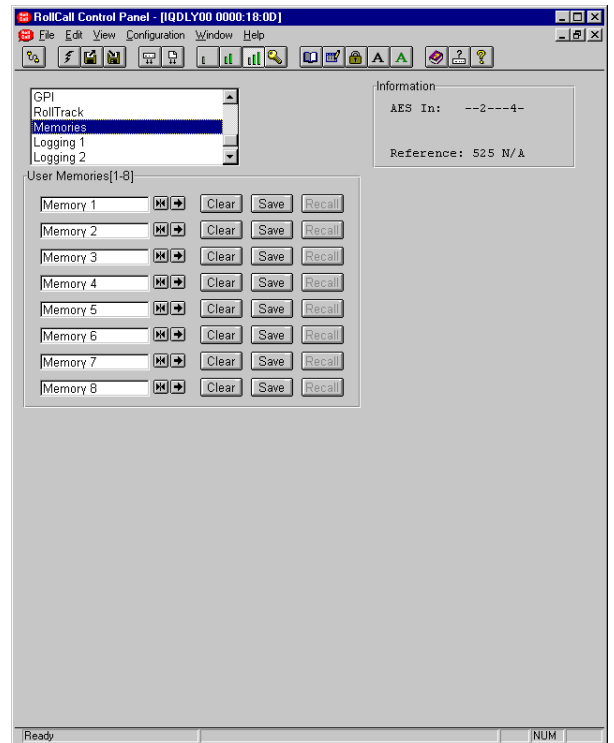 RollCall Control Panel - [IQDLY00 0000:18:0D]
File Edit View Configuration Window Help
GPI
RollTrack
Memories
Logging 1
Logging 2
Information
AES In: --2---4-
Reference: 525 N/A
User Memories[1-8]
Memory 1 Clear Save Recall
Memory 2 Clear Save Recall
Memory 3 Clear Save Recall
Memory 4 Clear Save Recall
Memory 5 Clear Save Recall
Memory 6 Clear Save Recall
Memory 7 Clear Save Recall
Memory 8 Clear Save Recall
Ready NUM